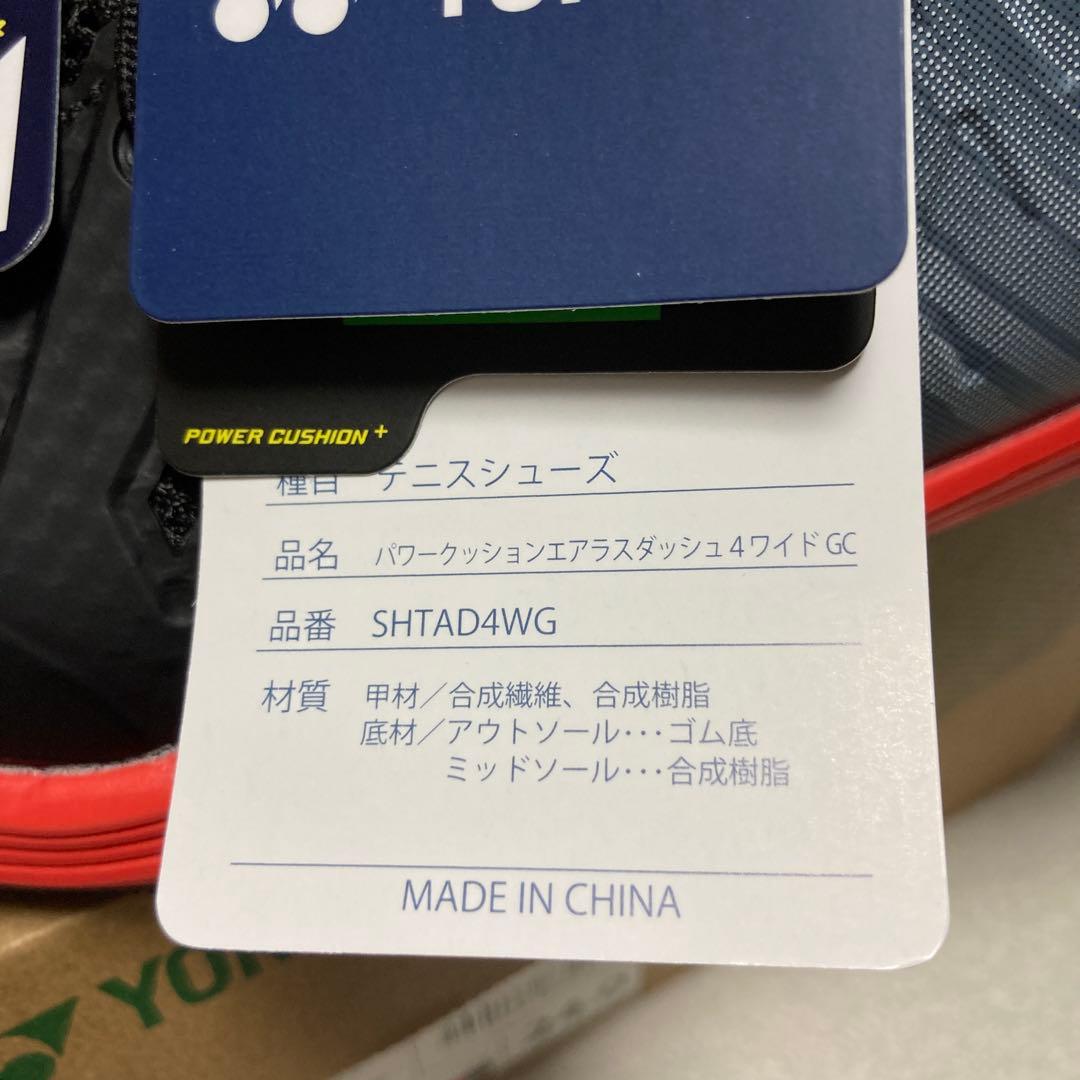 POWER CUSHION+
種目 テニスシューズ
品名 パワークッションエアラスダッシュ4ワイド GC
品番 SHTAD4WG
材質 甲材／合成繊維、合成樹脂
底材／アウトソール･･･ゴム底
ミッドソール･･･合成樹脂
MADE IN CHINA